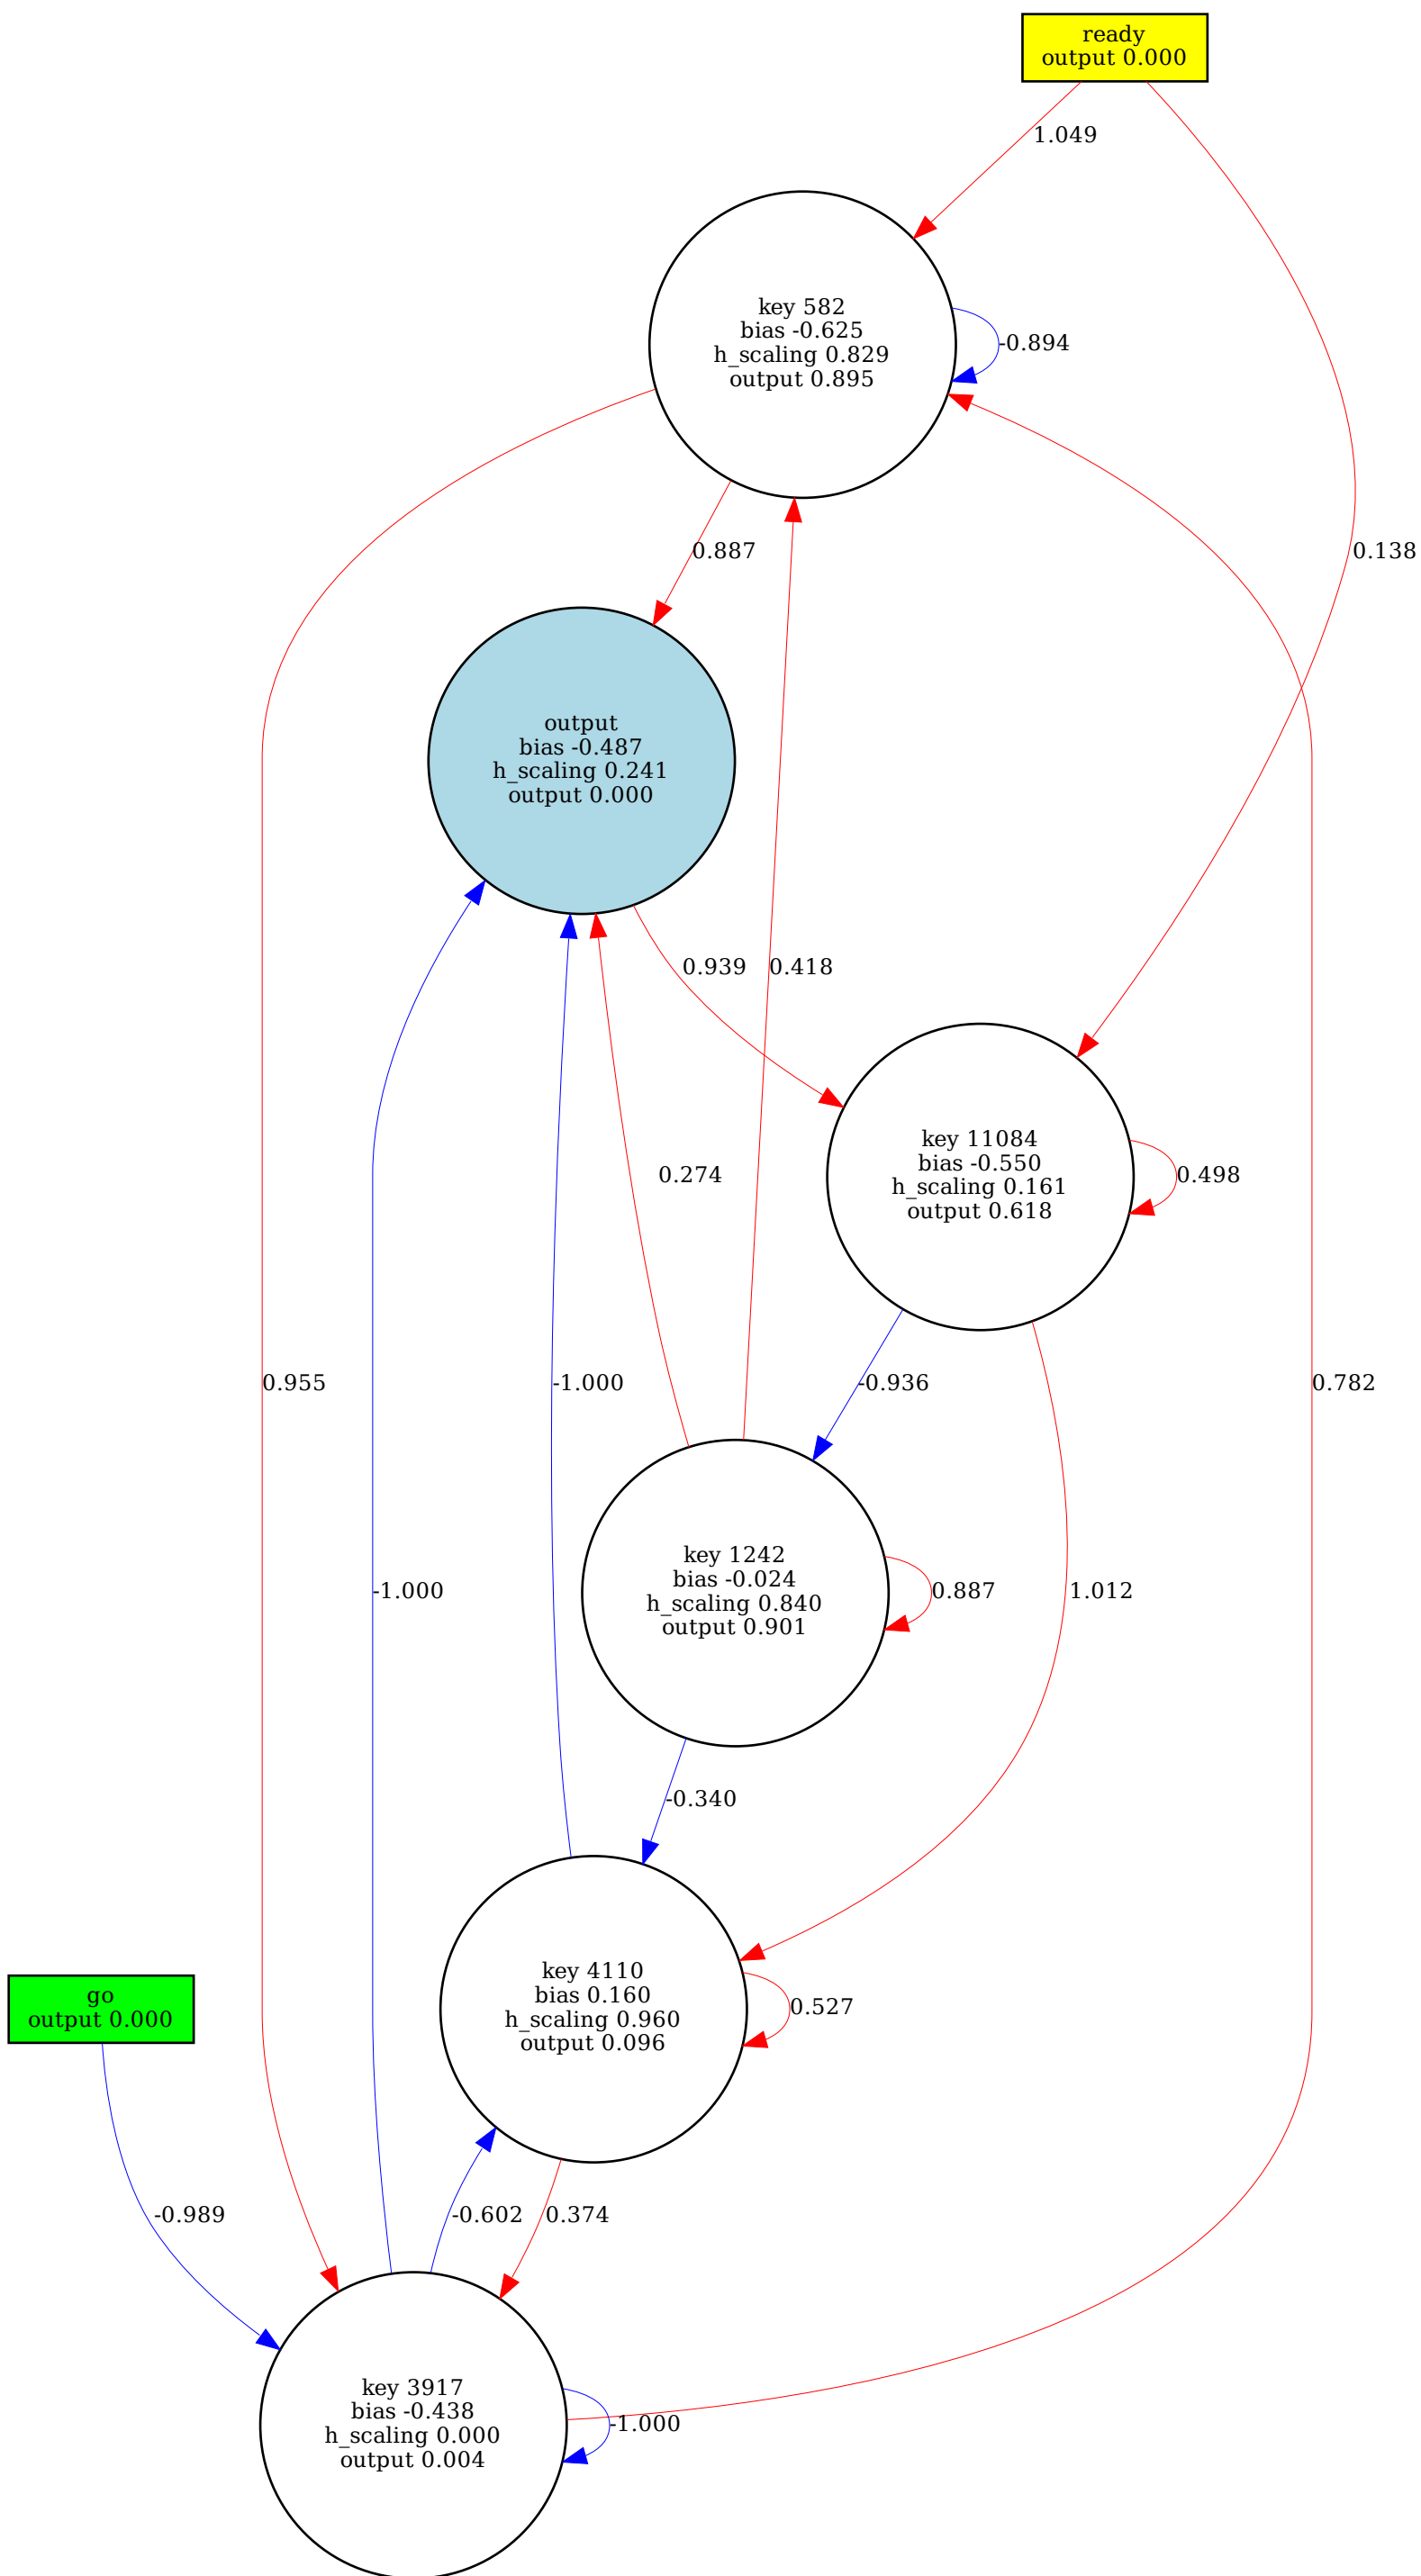 ready
output 0.000
1.049
key 582
bias -0.625
h_scaling 0.829
output 0.895
-0.894
0.887
0.138
output
bias -0.487
h_scaling 0.241
output 0.000
0.939
0.418
key 11084
bias -0.550
h_scaling 0.161
output 0.618
0.498
0.274
0.955
-1.000
-0.936
0.782
key 1242
bias -0.024
h_scaling 0.840
output 0.901
0.887
-1.000
1.012
-0.340
key 4110
bias 0.160
h_scaling 0.960
output 0.096
0.527
go
output 0.000
-0.989
-0.602
0.374
key 3917
bias -0.438
h_scaling 0.000
output 0.004
-1.000